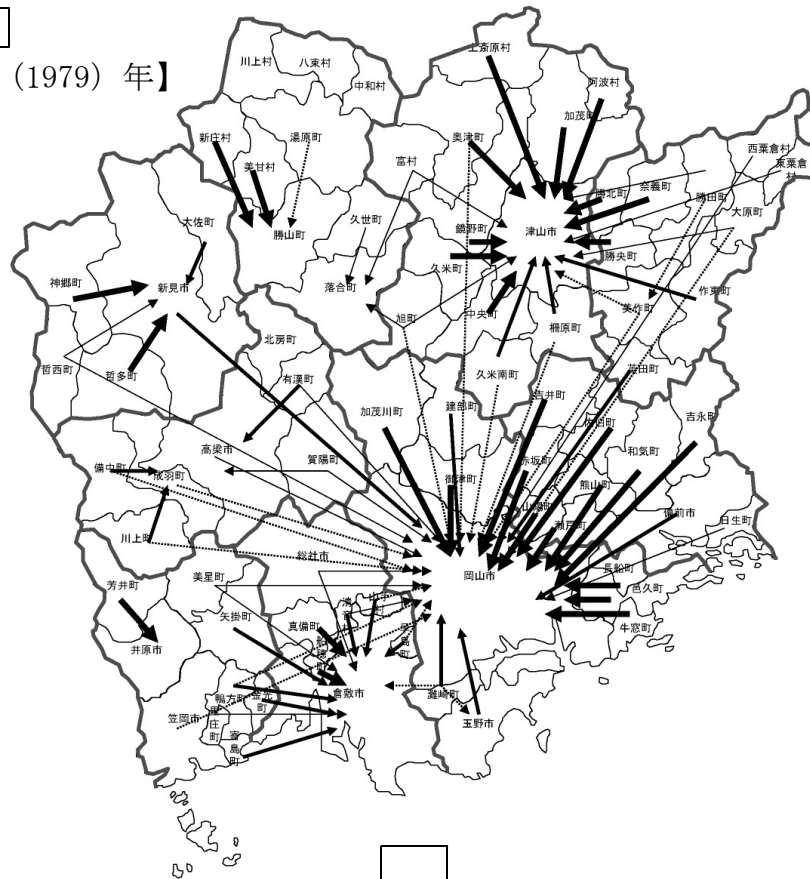 (1979) 年】
上斎原村
川上村
八束村
中和村
阿波村
加茂町
新庄村
湯原町
奥津町
美甘村
富村
西粟倉村
東粟倉村
勝北町
奈義町
勝田町
大原町
大佐町
久世町
勝山町
鏡野町
津山市
久米町
勝央町
神郷町
新見市
落合町
旭町
中央町
美作町
作東町
柵原町
北房町
哲西町
哲多町
有漢町
久米南町
英田町
加茂川町
建部町
吉井町
佐伯町
吉永町
高梁市
賀陽町
備中町
成羽町
御津町
赤坂町
和気町
熊山町
山陽町
瀬戸町
備前市
日生町
川上町
総社市
岡山市
長船町
邑久町
牛窓町
芳井町
美星町
矢掛町
真備町
井原市
倉敷市
灘崎町
玉野市
鴨方町
金光町
笠岡市
里庄町
寄島町